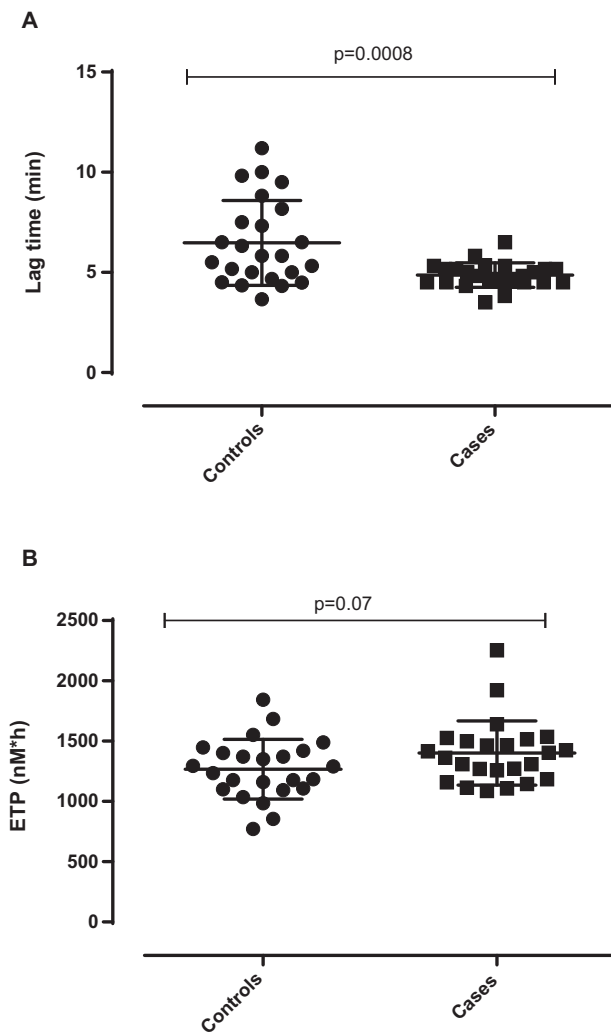 A
p=0.0008
15
10
5
0
Lag time (min)
Controls
Cases
B
p=0.07
2500
2000
1500
1000
500
0
ETP (nM*h)
Controls
Cases